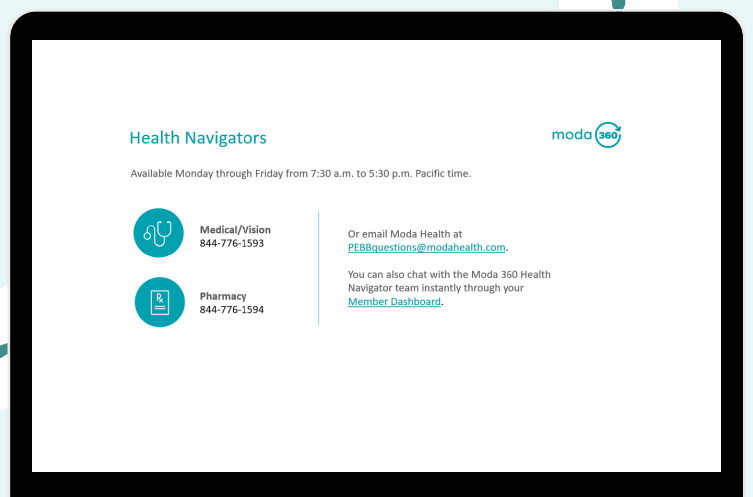 Health Navigators
moda 360
Available Monday through Friday from 7:30 a.m. to 5:30 p.m. Pacific time.
Medical/Vision
844-776-1593
Rx
Pharmacy
844-776-1594
Or email Moda Health at
PEBBquestions@modahealth.com.
You can also chat with the Moda 360 Health
Navigator team instantly through your
Member Dashboard.